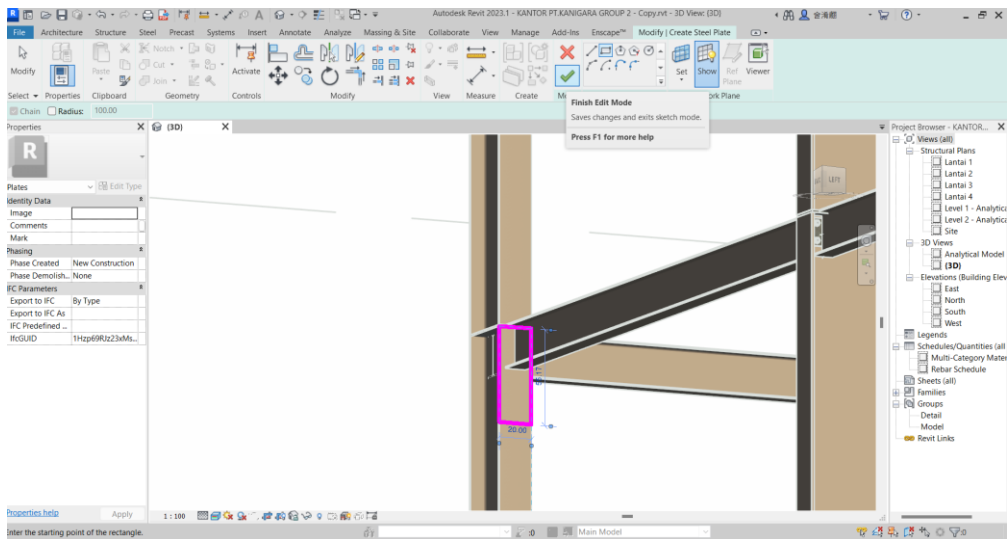 Autodesk Revit 2023.1 - KANTOR PT.KANIGARA GROUP 2 - Copy.rvt - 3D View: {3D}
File Architecture Structure Steel Precast Systems Insert Annotate Analyze Massing & Site Collaborate View Manage Add-Ins Enscape™ Modify | Create Steel Plate
Modify
Paste
Notch
Cut
Join
Activate
Set Show Ref Plane Viewer
Select Properties Clipboard Geometry Controls Modify View Measure Create Work Plane
Chain Radius: 100.00
Finish Edit Mode
Saves changes and exits sketch mode.
Press F1 for more help
Properties
{3D}
Project Browser - KANTOR...
R
Plates Edit Type
Identity Data
Image
Comments
Mark
Phasing
Phase Created New Construction
Phase Demolish... None
IFC Parameters
Export to IFC By Type
Export to IFC As
IFC Predefined ...
IfcGUID 1Hzp69RJz23xMs...
LEFT
20.00
Views (all)
Structural Plans
Lantai 1
Lantai 2
Lantai 3
Lantai 4
Level 1 - Analytica
Level 2 - Analytica
Site
3D Views
Analytical Model
{3D}
Elevations (Building Elev
East
North
South
West
Legends
Schedules/Quantities (all
Multi-Category Mater
Rebar Schedule
Sheets (all)
Families
Groups
Detail
Model
Revit Links
Properties help Apply
1 : 100
Enter the starting point of the rectangle.
:0 Main Model